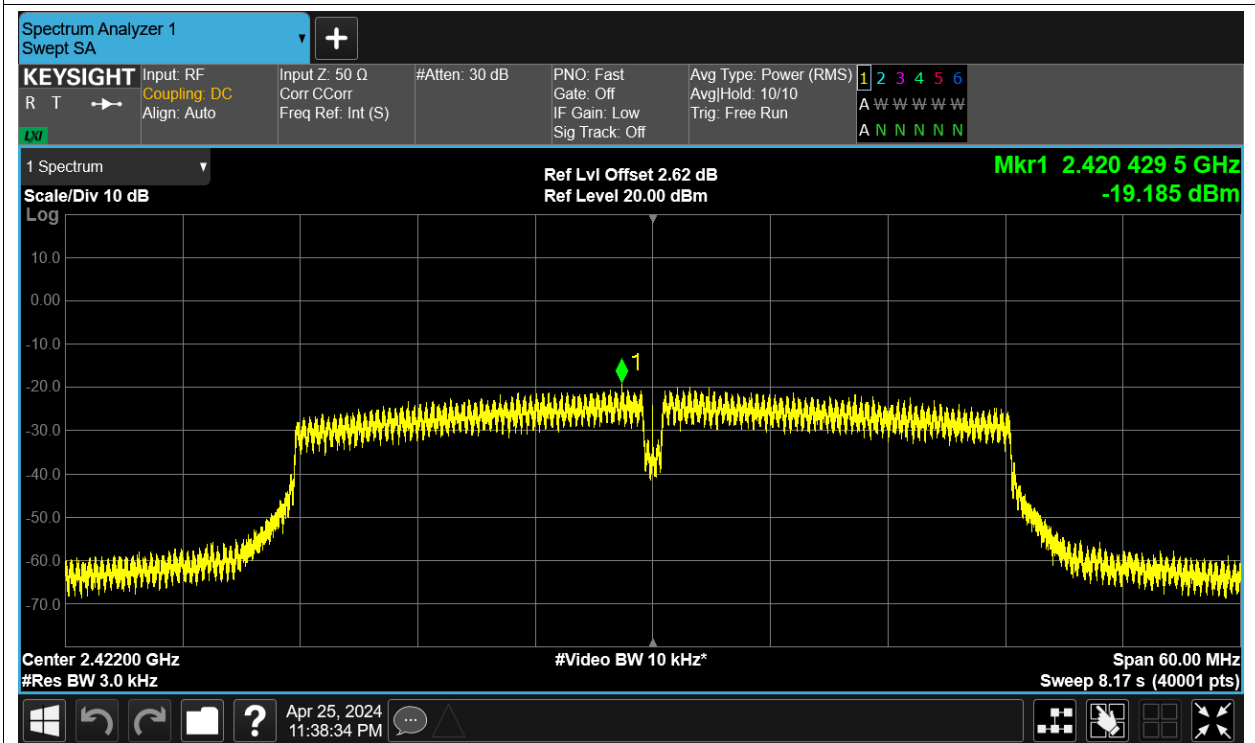 Spectrum Analyzer 1
Swept SA
KEYSIGHT
R T
LXI
Input: RF
Coupling: DC
Align: Auto
Input Z: 50 Ω
Corr CCorr
Freq Ref: Int (S)
#Atten: 30 dB
PNO: Fast
Gate: Off
IF Gain: Low
Sig Track: Off
Avg Type: Power (RMS)
Avg|Hold: 10/10
Trig: Free Run
1 2 3 4 5 6
A W W W W W
A N N N N N
1 Spectrum
Scale/Div 10 dB
Log
Ref Lvl Offset 2.62 dB
Ref Level 20.00 dBm
Mkr1 2.420 429 5 GHz
-19.185 dBm
10.0
0.00
-10.0
-20.0
-30.0
-40.0
-50.0
-60.0
-70.0
1
Center 2.42200 GHz
#Res BW 3.0 kHz
#Video BW 10 kHz*
Span 60.00 MHz
Sweep 8.17 s (40001 pts)
?
Apr 25, 2024
11:38:34 PM